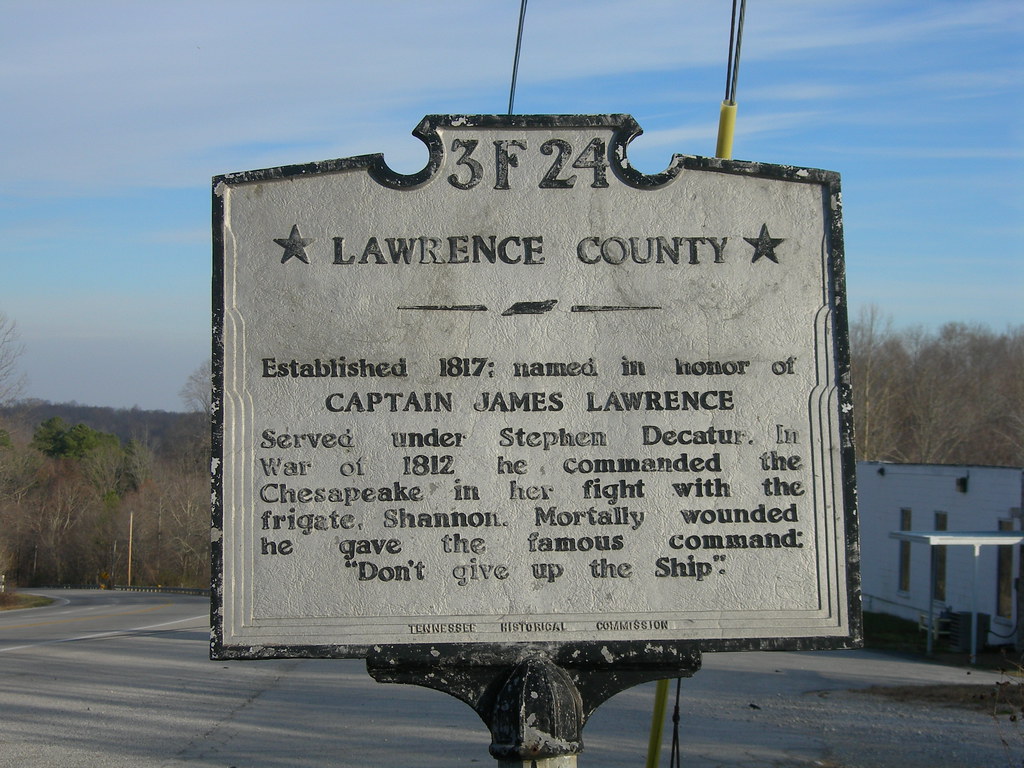 3F 24
LAWRENCE COUNTY
Established 1817; named in honor of
CAPTAIN JAMES LAWRENCE
Served under Stephen Decatur. In
War of 1812 he commanded the
Chesapeake in her fight with the
frigate, Shannon. Mortally wounded
he gave the famous command:
"Don't give up the Ship".
TENNESSEE HISTORICAL COMMISSION